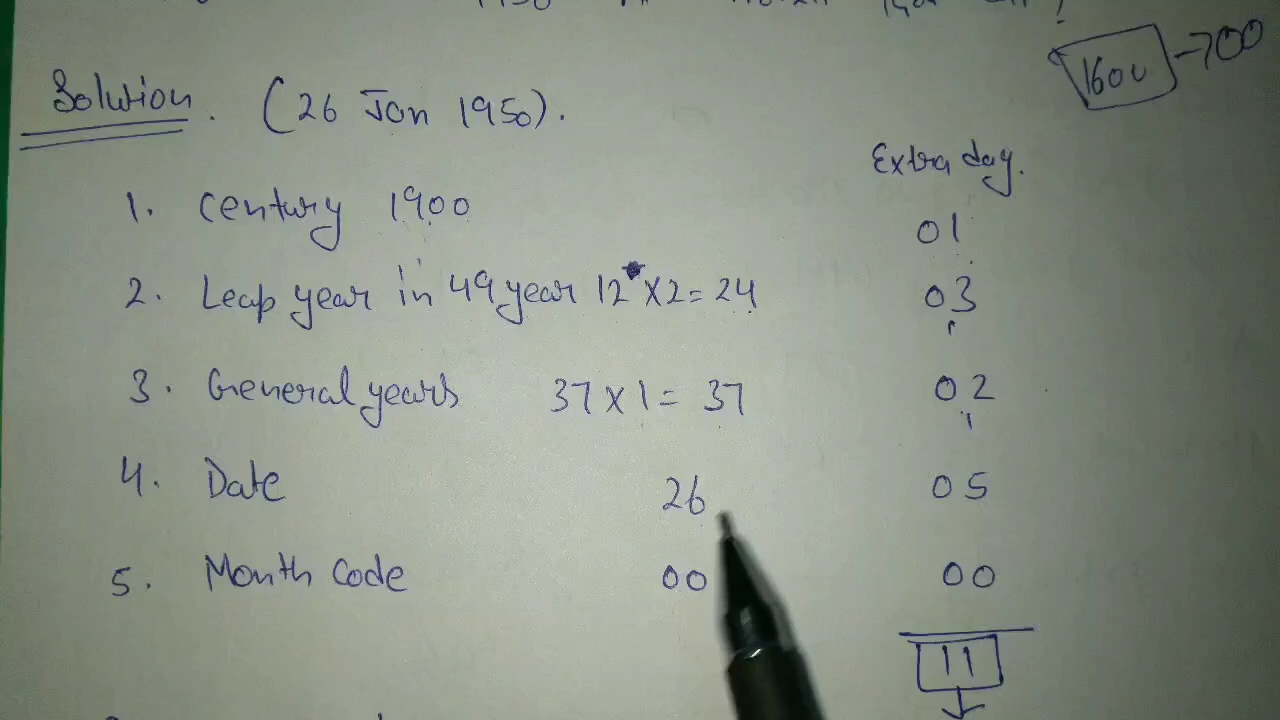 1950
1600 - 700
Solution. (26 Jan 1950).
Extra day.
1. Century 1900 01
2. Leap year in 49 year 12 X2= 24 03
3. General years 37 X 1 = 37 02
4. Date 26 05
5. Month Code 00 00
11